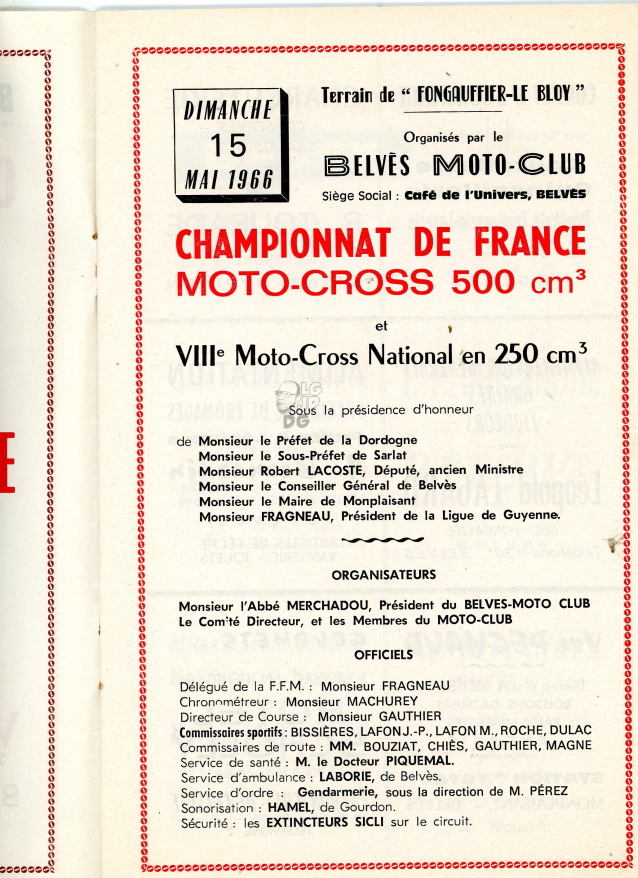 DIMANCHE
15
MAI 1966
Terrain de “ FONGAUFFIER-LE BLOY ”
Organisés par le
BELVÈS MOTO-CLUB
Siège Social : Café de l'Univers, BELVÈS
CHAMPIONNAT DE FRANCE
MOTO-CROSS 500 cm³
et
VIIIe Moto-Cross National en 250 cm³
Sous la présidence d'honneur
de Monsieur le Préfet de la Dordogne
Monsieur le Sous-Préfet de Sarlat
Monsieur Robert LACOSTE, Député, ancien Ministre
Monsieur le Conseiller Général de Belvès
Monsieur le Maire de Monplaisant
Monsieur FRAGNEAU, Président de la Ligue de Guyenne.
ORGANISATEURS
Monsieur l'Abbé MERCHADOU, Président du BELVES-MOTO CLUB
Le Comité Directeur, et les Membres du MOTO-CLUB
OFFICIELS
Délégué de la F.F.M. : Monsieur FRAGNEAU
Chronométreur : Monsieur MACHUREY
Directeur de Course : Monsieur GAUTHIER
Commissaires sportifs : BISSIÈRES, LAFON J.-P., LAFON M., ROCHE, DULAC
Commissaires de route : MM. BOUZIAT, CHIÈS, GAUTHIER, MAGNE
Service de santé : M. le Docteur PIQUEMAL.
Service d'ambulance : LABORIE, de Belvès.
Service d'ordre : Gendarmerie, sous la direction de M. PÉREZ
Sonorisation : HAMEL, de Gourdon.
Sécurité : les EXTINCTEURS SICLI sur le circuit.